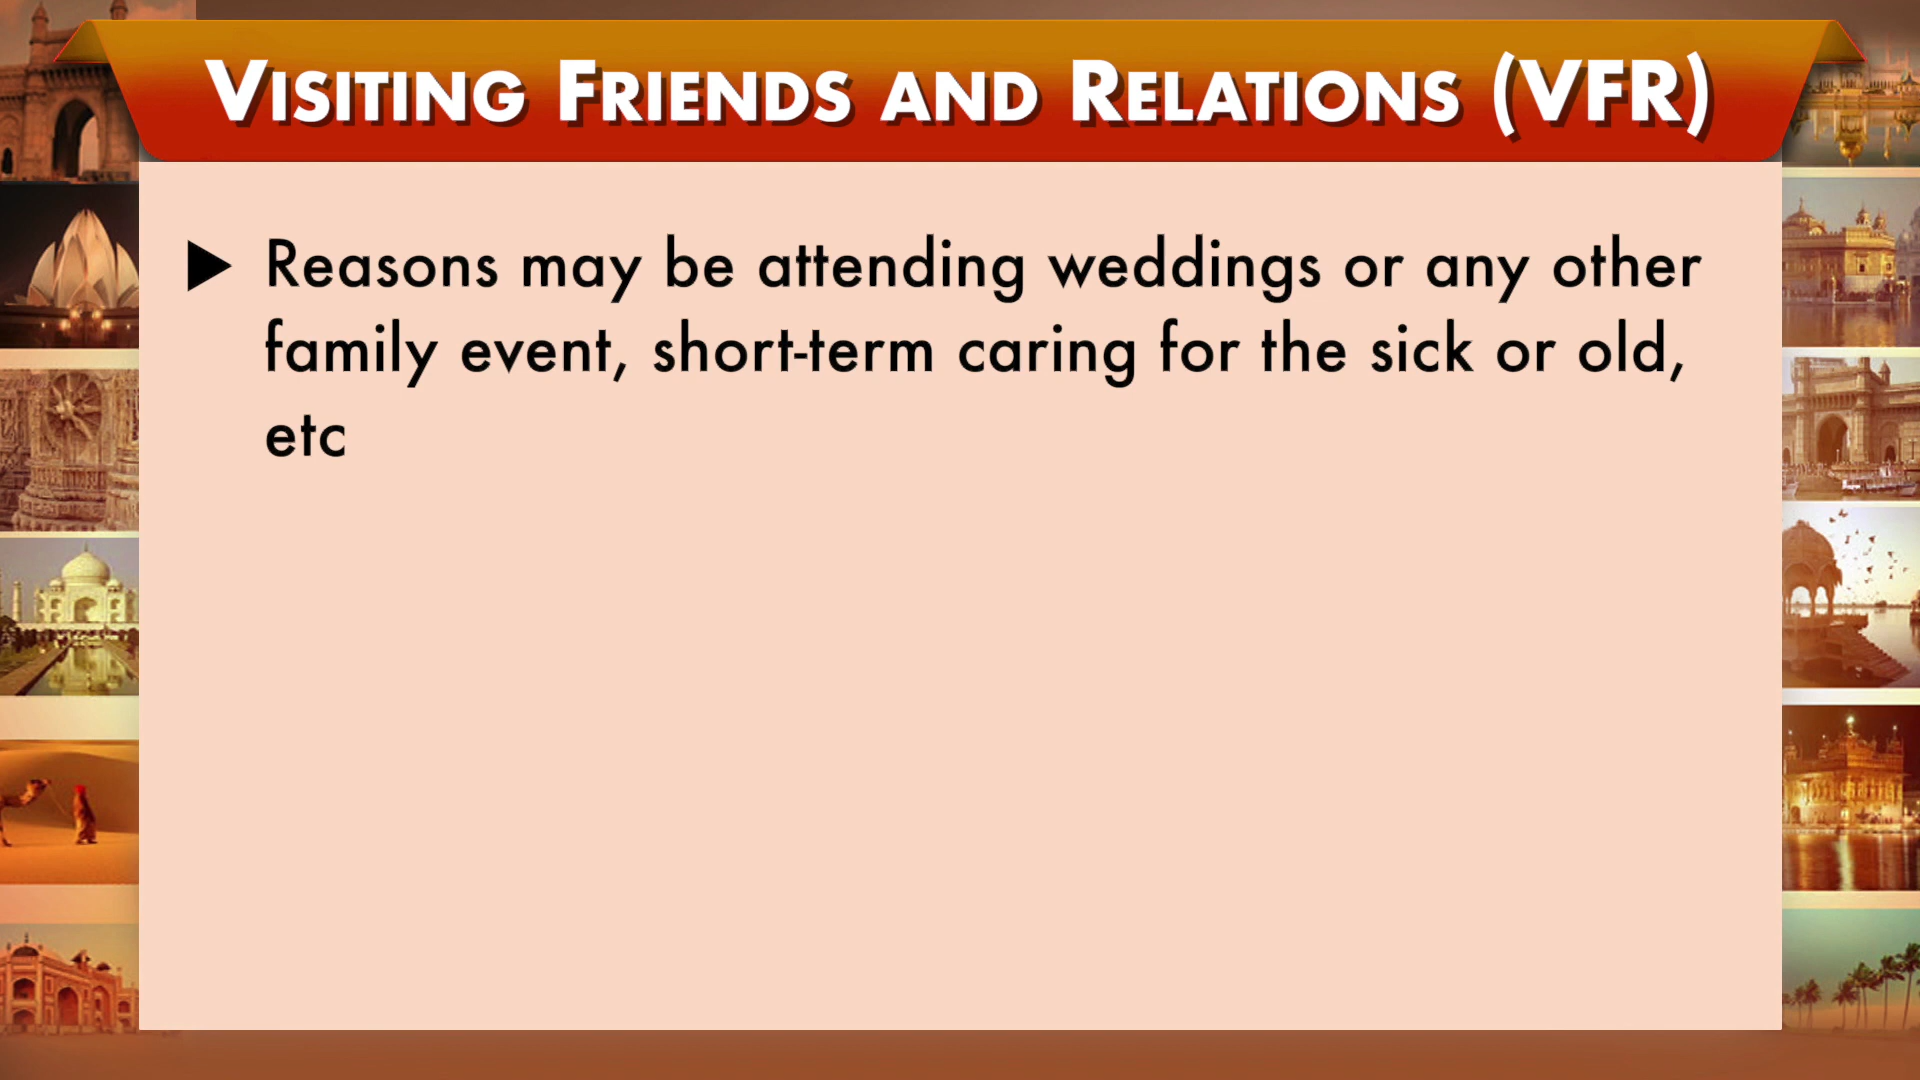 VISITING FRIENDS AND RELATIONS (VFR)
Reasons may be attending weddings or any other
family event, short-term caring for the sick or old,
etc